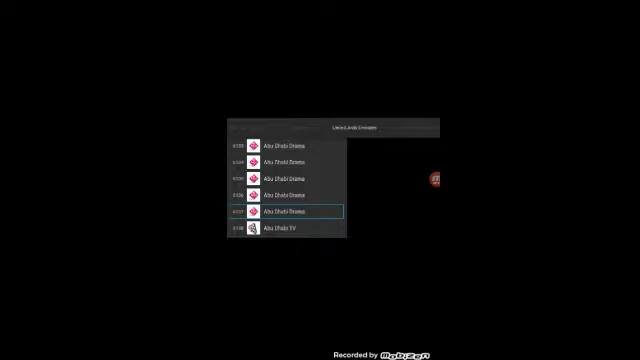 United Arab Emirates
Abu Dhabi Drama
Abu Dhabi Drama
Abu Dhabi Drama
Abu Dhabi Drama
Abu Dhabi Drama
Abu Dhabi TV
Recorded by Mobizen